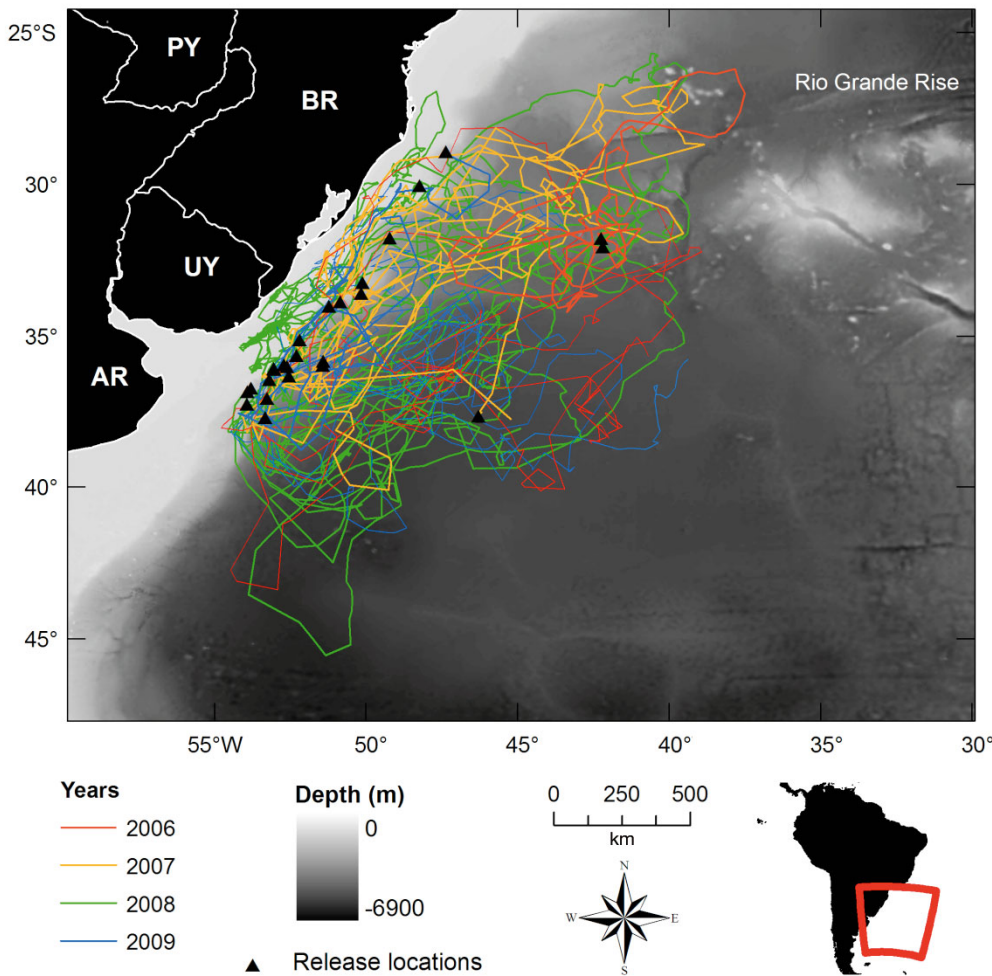 25°S
PY
BR
Rio Grande Rise
30°
UY
35°
AR
40°
45°
55°W 50° 45° 40° 35° 30°
Years
2006
2007
2008
2009
Depth (m)
0
-6900
Release locations
0 250 500
km
N
W E
S